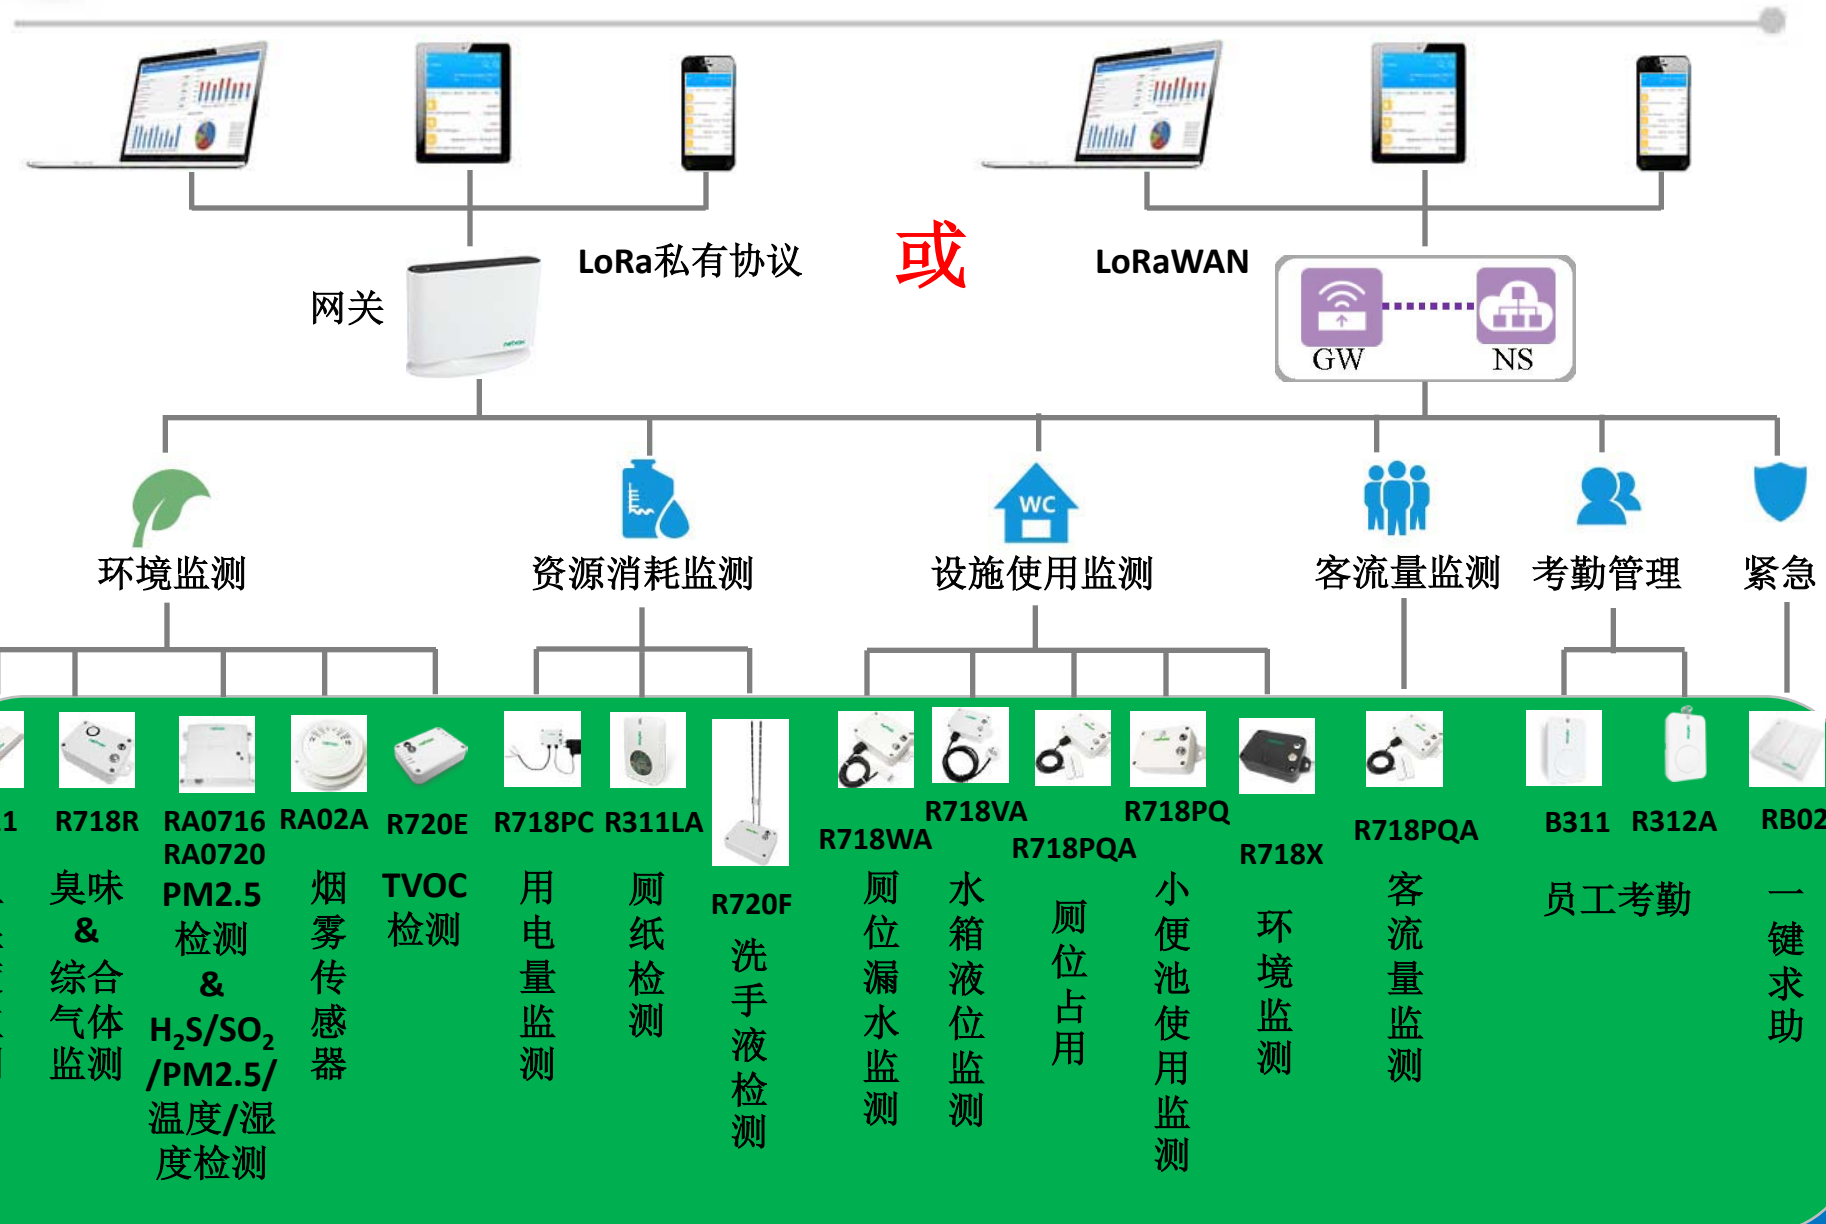 LoRa私有协议
或
LoRaWAN
网关
GW
NS
环境监测
资源消耗监测
WC
设施使用监测
客流量监测
考勤管理
紧急
R718R
臭味
&
综合
气体
监测
RA0716
RA0720
PM2.5
检测
&
H₂S/SO₂
/PM2.5/
温度/湿
度检测
RA02A
烟雾传感器
R720E
TVOC
检测
R718PC
用电量监测
R311LA
厕纸检测
R720F
洗手液检测
R718WA
厕位漏水监测
R718VA
水箱液位监测
R718PQA
厕位占用
R718PQ
小便池使用监测
R718X
环境监测
R718PQA
客流量监测
B311
R312A
员工考勤
RB02
一键求助